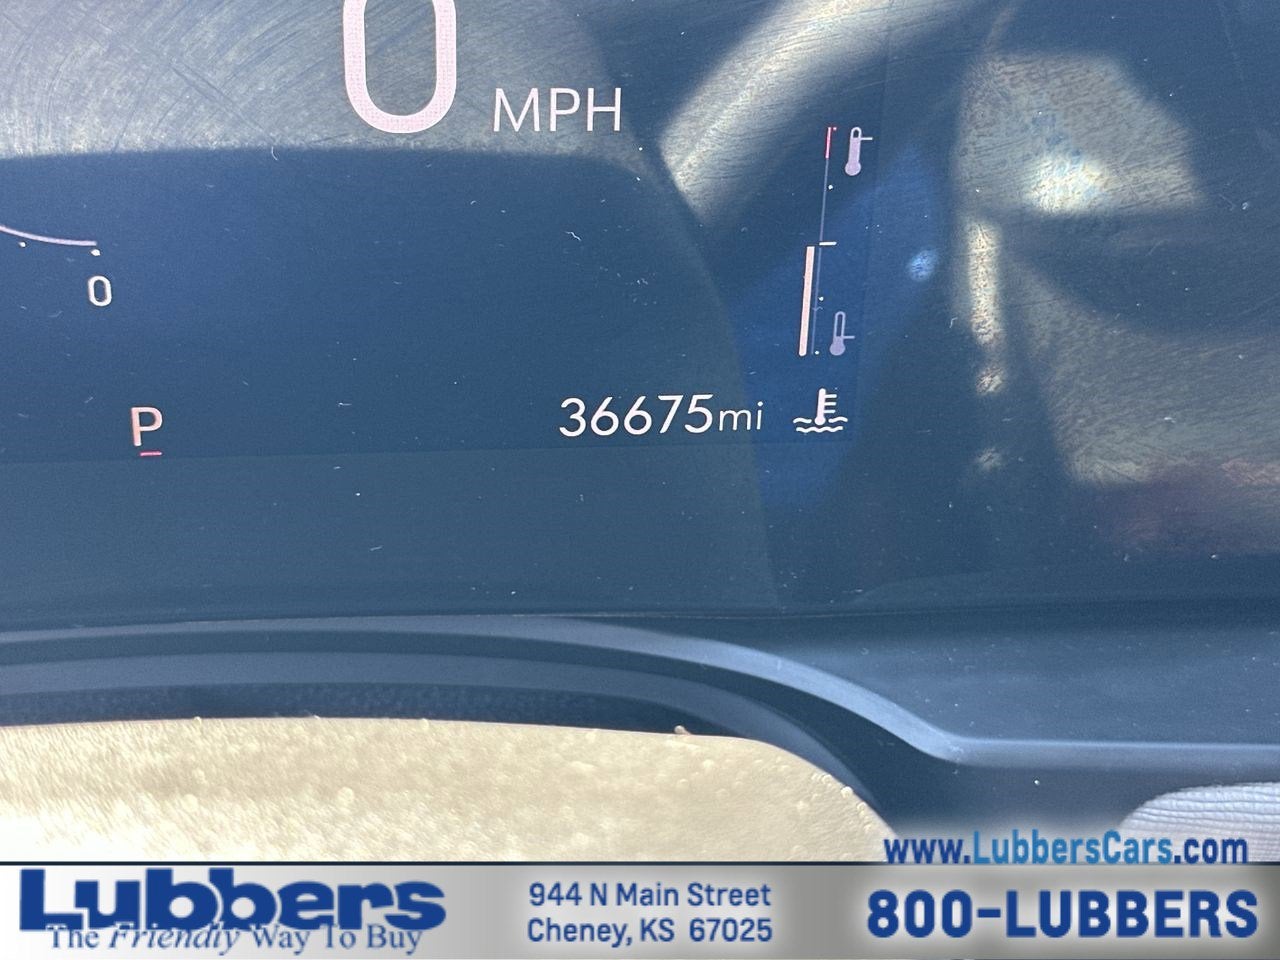 0 MPH
0
P
36675mi
www.LubbersCars.com
Lubbers
The Friendly Way To Buy
944 N Main Street
Cheney, KS 67025
800-LUBBERS